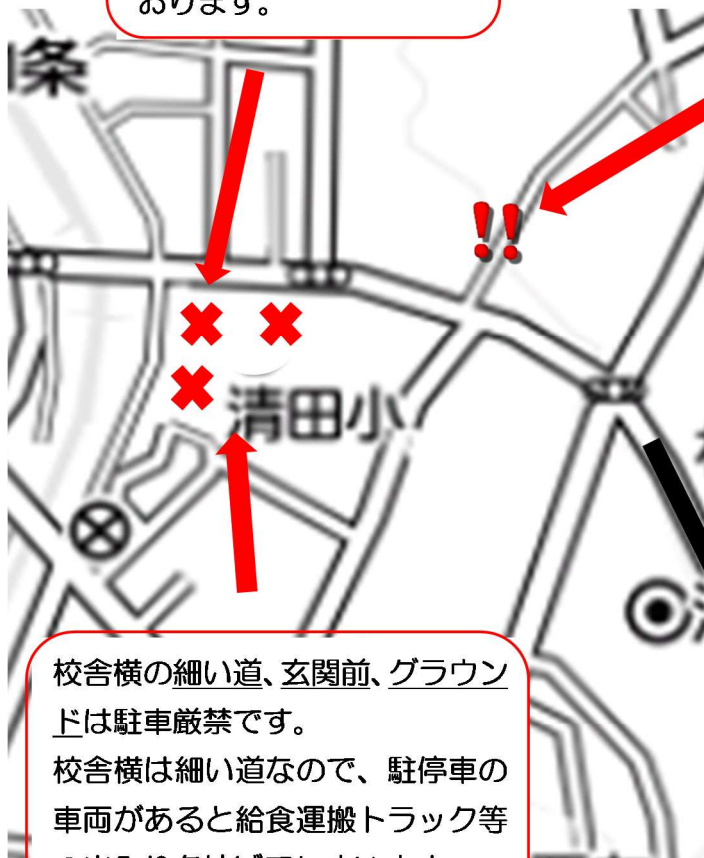 おります。
条
清田小
校舎横の細い道、玄関前、グラウン
ドは駐車厳禁です。
校舎横は細い道なので、駐停車の
車両があると給食運搬トラック等